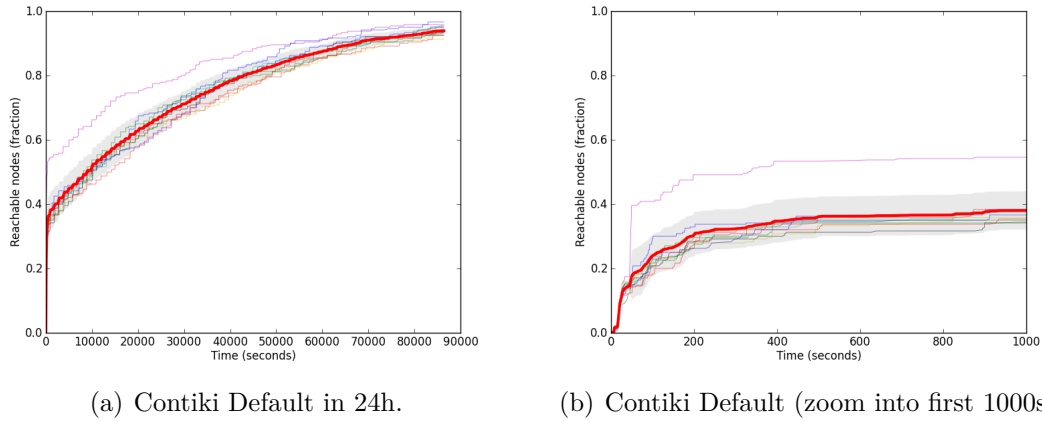 1.0
0.8
0.6
0.4
0.2
0.0
Reachable nodes (fraction)
0 10000 20000 30000 40000 50000 60000 70000 80000 90000
Time (seconds)
(a) Contiki Default in 24h.
1.0
0.8
0.6
0.4
0.2
0.0
Reachable nodes (fraction)
0 200 400 600 800 1000
Time (seconds)
(b) Contiki Default (zoom into first 1000s